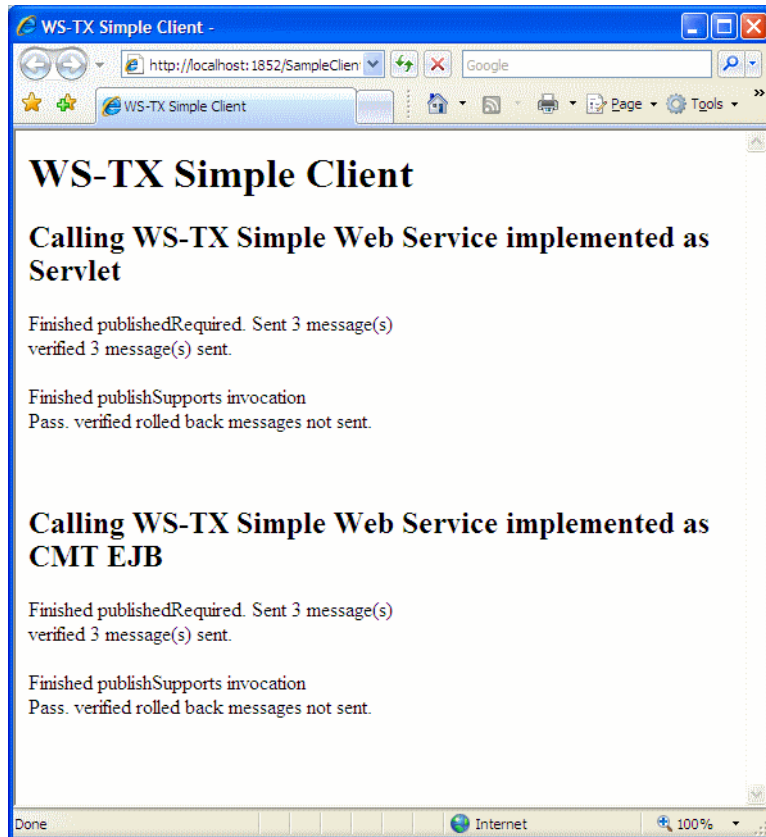 WS-TX Simple Client -
http://localhost:1852/SampleClien
Google
WS-TX Simple Client
Page
Tools
»
WS-TX Simple Client
Calling WS-TX Simple Web Service implemented as
Servlet
Finished publishedRequired. Sent 3 message(s)
verified 3 message(s) sent.
Finished publishSupports invocation
Pass. verified rolled back messages not sent.
Calling WS-TX Simple Web Service implemented as
CMT EJB
Finished publishedRequired. Sent 3 message(s)
verified 3 message(s) sent.
Finished publishSupports invocation
Pass. verified rolled back messages not sent.
Done
Internet
100%